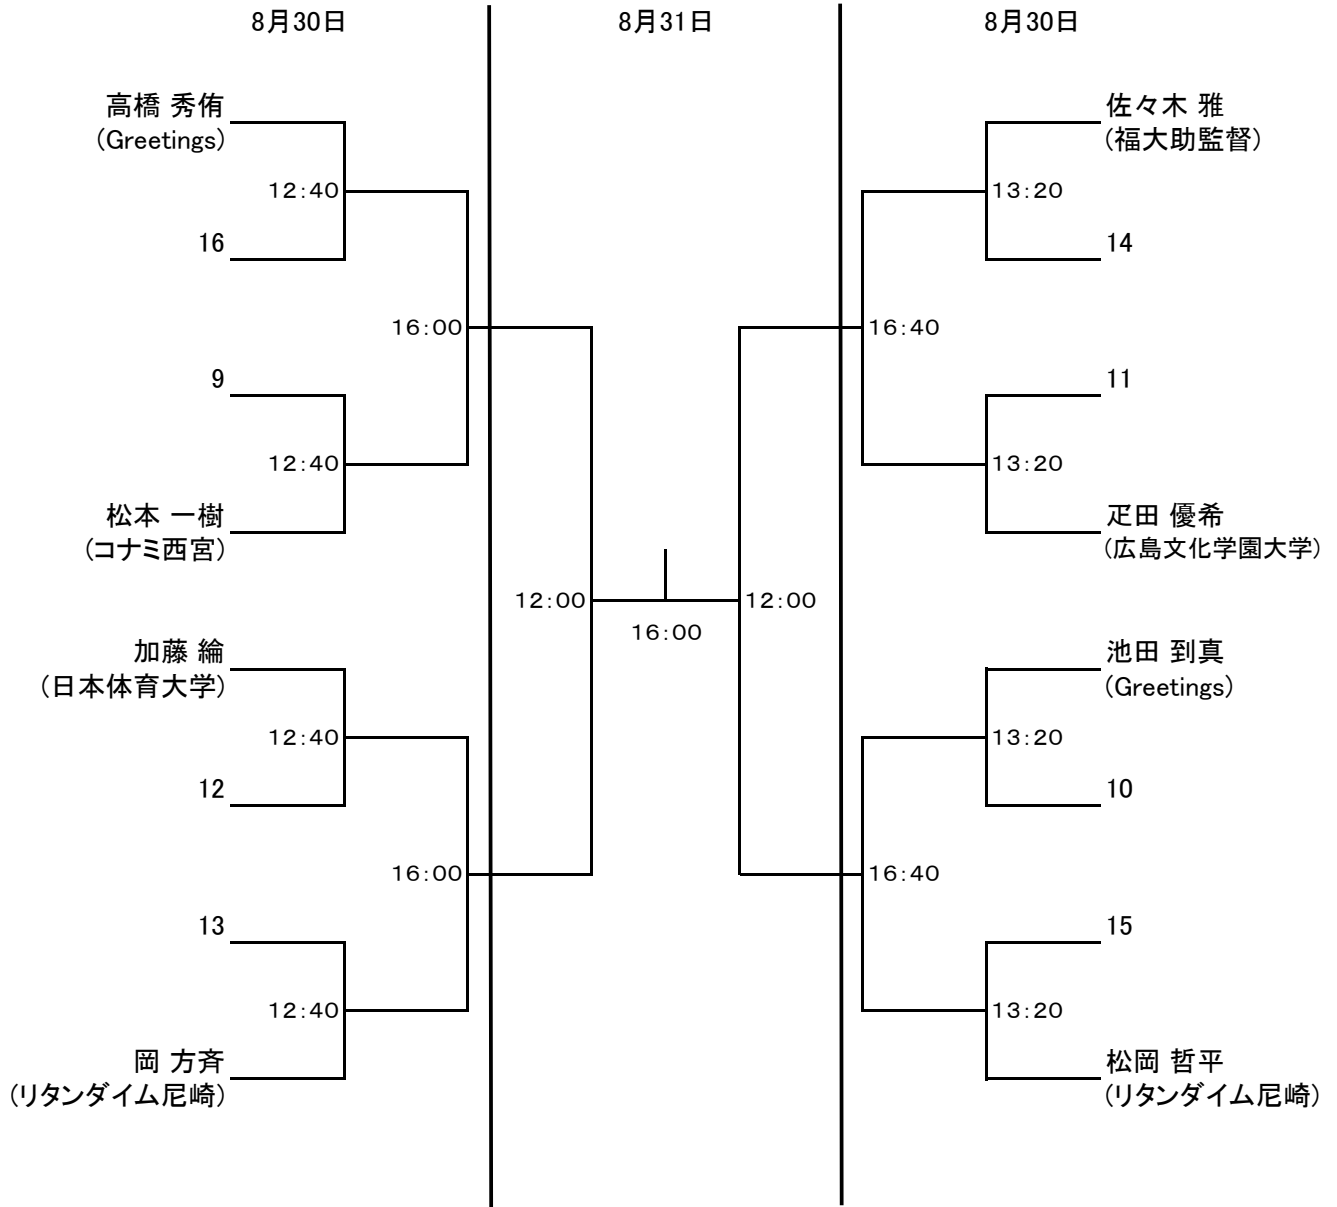 8月30日
8月31日
8月30日
高橋 秀侑
(Greetings)
12:40
16
16:00
9
12:40
松本 一樹
(コナミ西宮)
12:00
加藤 綸
(日本体育大学)
12:40
12
16:00
13
12:40
岡 方斉
(リタンダイム尼崎)
16:00
佐々木 雅
(福大助監督)
13:20
14
16:40
11
13:20
疋田 優希
(広島文化学園大学)
12:00
池田 到真
(Greetings)
13:20
10
16:40
15
13:20
松岡 哲平
(リタンダイム尼崎)